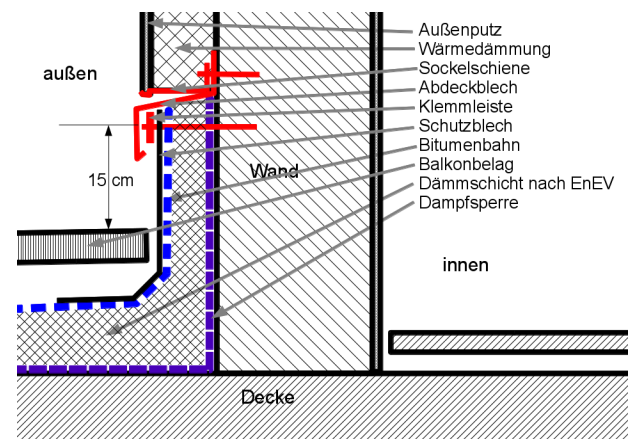 Außenputz
Wärmedämmung
Sockelschiene
Abdeckblech
Klemmleiste
Schutzblech
Bitumenbahn
Balkonbelag
Dämmschicht nach EnEV
Dampfsperre
außen
15 cm
Wand
innen
Decke